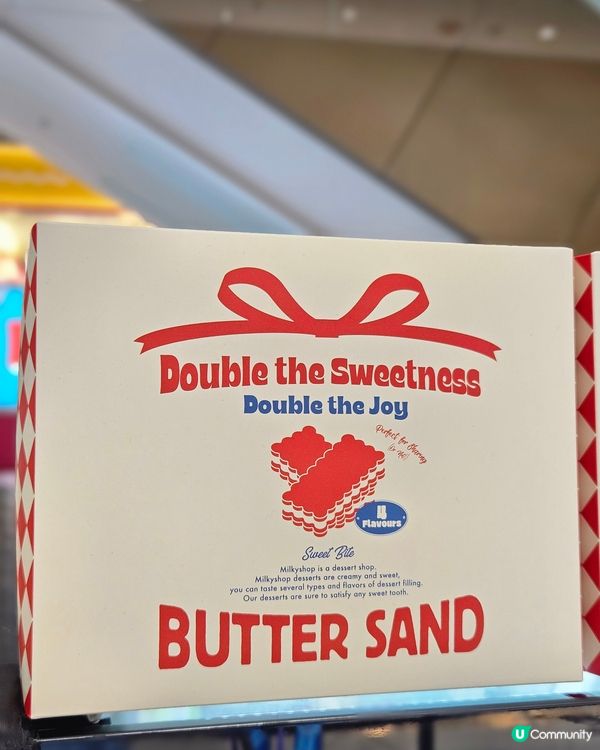 Double the Sweetness
Double the Joy
Perfect for Sharing
(Or Not)
4
Flavours
Sweet Bite
Milkyshop is a dessert shop.
Milkyshop desserts are creamy and sweet,
you can taste several types and flavors of dessert filling.
Our desserts are sure to satisfy any sweet tooth.
BUTTER SAND
U Community